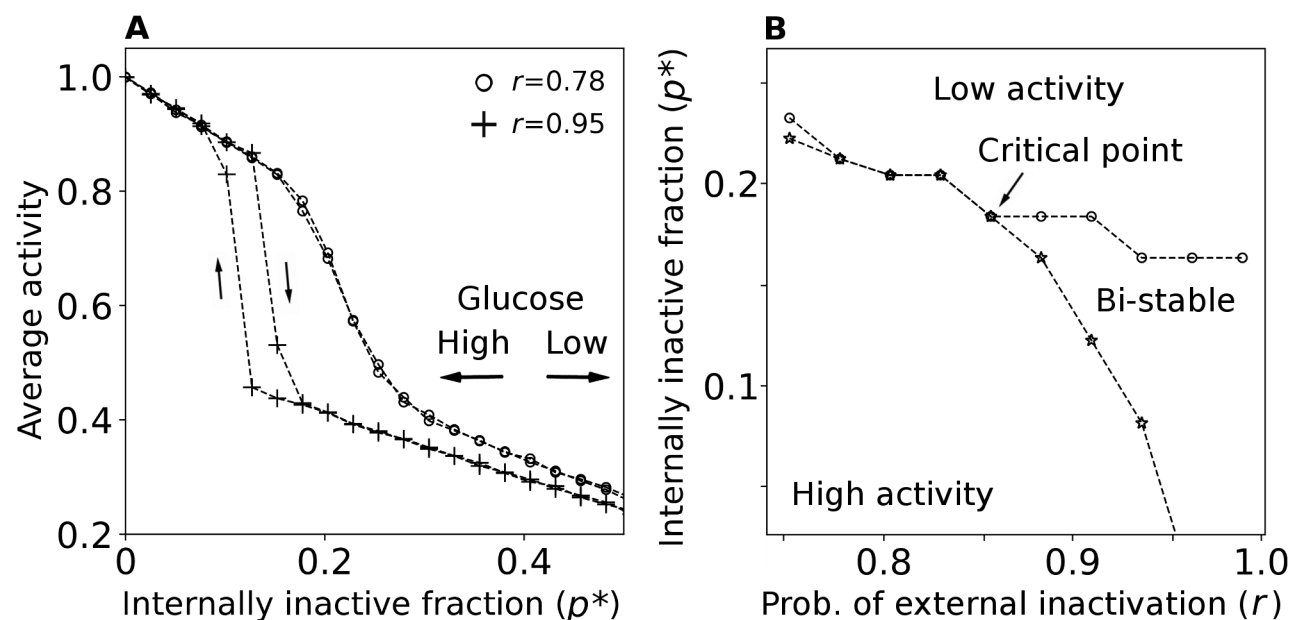 A
1.0
0.8
0.6
0.4
0.2
0
0.2
0.4
Average activity
Internally inactive fraction (p*)
r=0.78
r=0.95
Glucose
High Low
B
0.2
0.1
0.8
0.9
1.0
Internally inactive fraction (p*)
Prob. of external inactivation (r)
Low activity
Critical point
Bi-stable
High activity